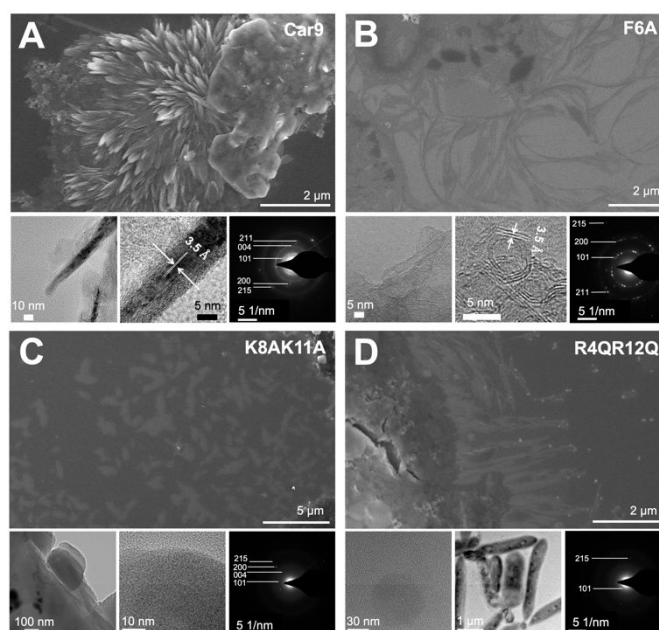 A
Car9
2 μm
10 nm
3.5 Å
5 nm
211
004
101
200
215
5 1/nm
B
F6A
2 μm
5 nm
3.5 Å
5 nm
215
200
101
211
5 1/nm
C
K8AK11A
5 μm
100 nm
10 nm
215
200
004
101
5 1/nm
D
R4QR12Q
2 μm
30 nm
1 μm
215
101
5 1/nm